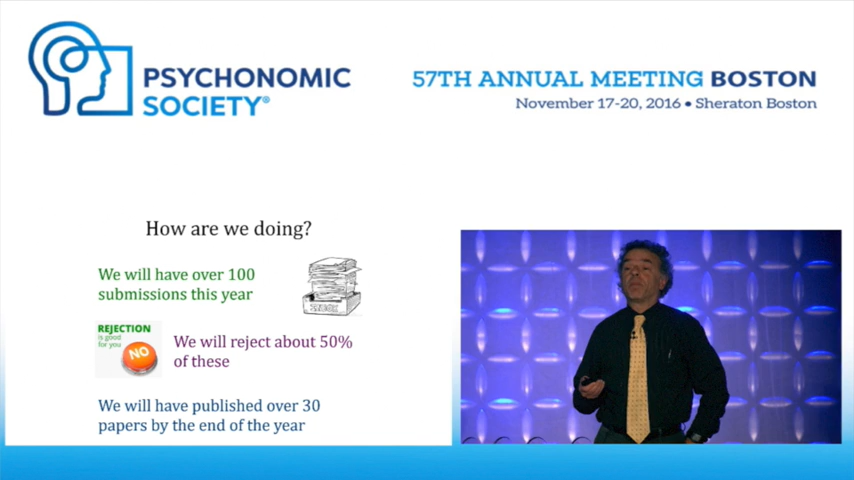 PSYCHONOMIC
SOCIETY®
57TH ANNUAL MEETING BOSTON
November 17-20, 2016 • Sheraton Boston
How are we doing?
We will have over 100
submissions this year
INBOX
REJECTION
is good
for you
NO
We will reject about 50%
of these
We will have published over 30
papers by the end of the year